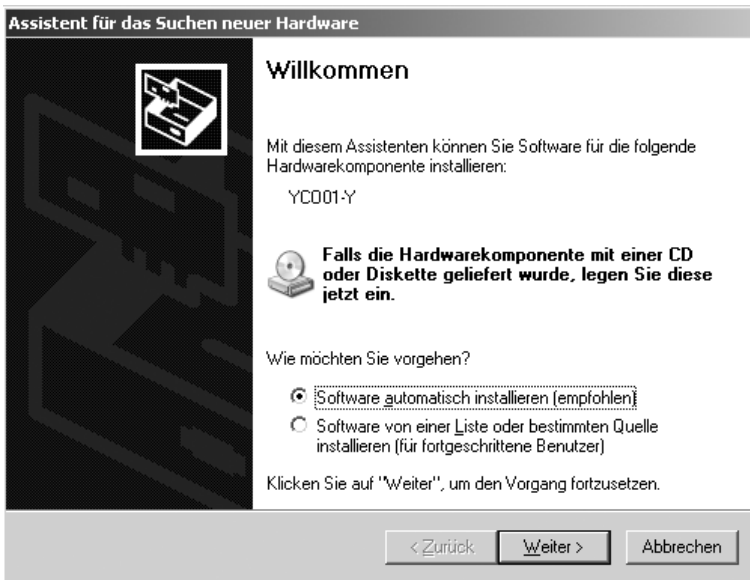 Assistent für das Suchen neuer Hardware
Willkommen
Mit diesem Assistenten können Sie Software für die folgende
Hardwarekomponente installieren:
YC001-Y
Falls die Hardwarekomponente mit einer CD
oder Diskette geliefert wurde, legen Sie diese
jetzt ein.
Wie möchten Sie vorgehen?
Software automatisch installieren (empfohlen)
Software von einer Liste oder bestimmten Quelle
installieren (für fortgeschrittene Benutzer)
Klicken Sie auf "Weiter", um den Vorgang fortzusetzen.
< Zurück Weiter > Abbrechen